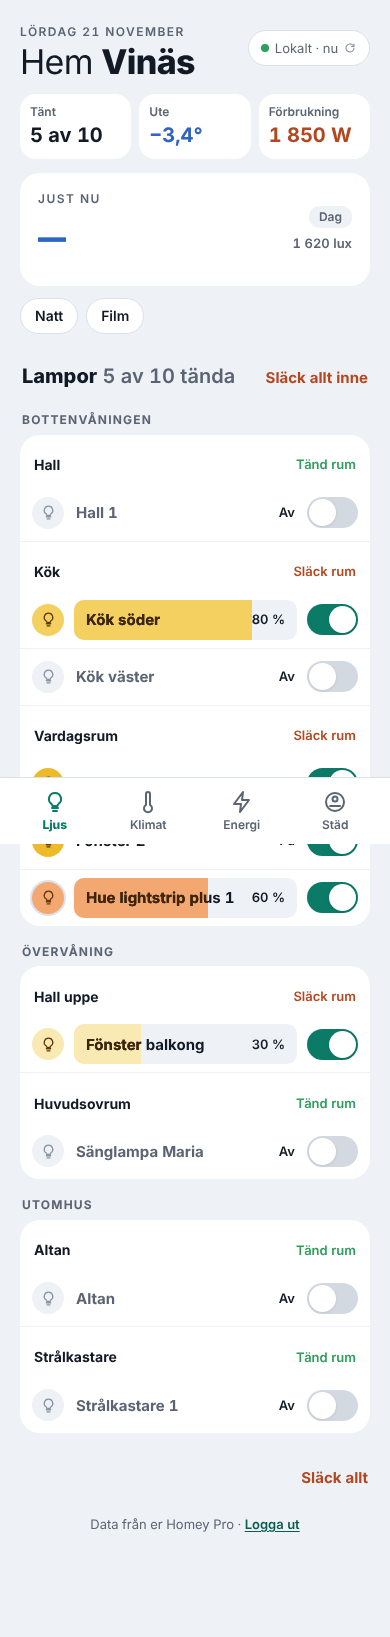 LÖRDAG 21 NOVEMBER
Hem Vinäs
Lokalt · nu
Tänt
5 av 10
Ute
−3,4°
Förbrukning
1 850 W
JUST NU
—
Dag
1 620 lux
Natt
Film
Lampor 5 av 10 tända
Släck allt inne
BOTTENVÅNINGEN
Hall
Tänd rum
Hall 1
Av
Kök
Släck rum
Kök söder
80 %
Kök väster
Av
Vardagsrum
Släck rum
Ljus
Klimat
Energi
Städ
Hue lightstrip plus 1
60 %
ÖVERVÅNING
Hall uppe
Släck rum
Fönster balkong
30 %
Huvudsovrum
Tänd rum
Sänglampa Maria
Av
UTOMHUS
Altan
Tänd rum
Altan
Av
Strålkastare
Tänd rum
Strålkastare 1
Av
Släck allt
Data från er Homey Pro · Logga ut